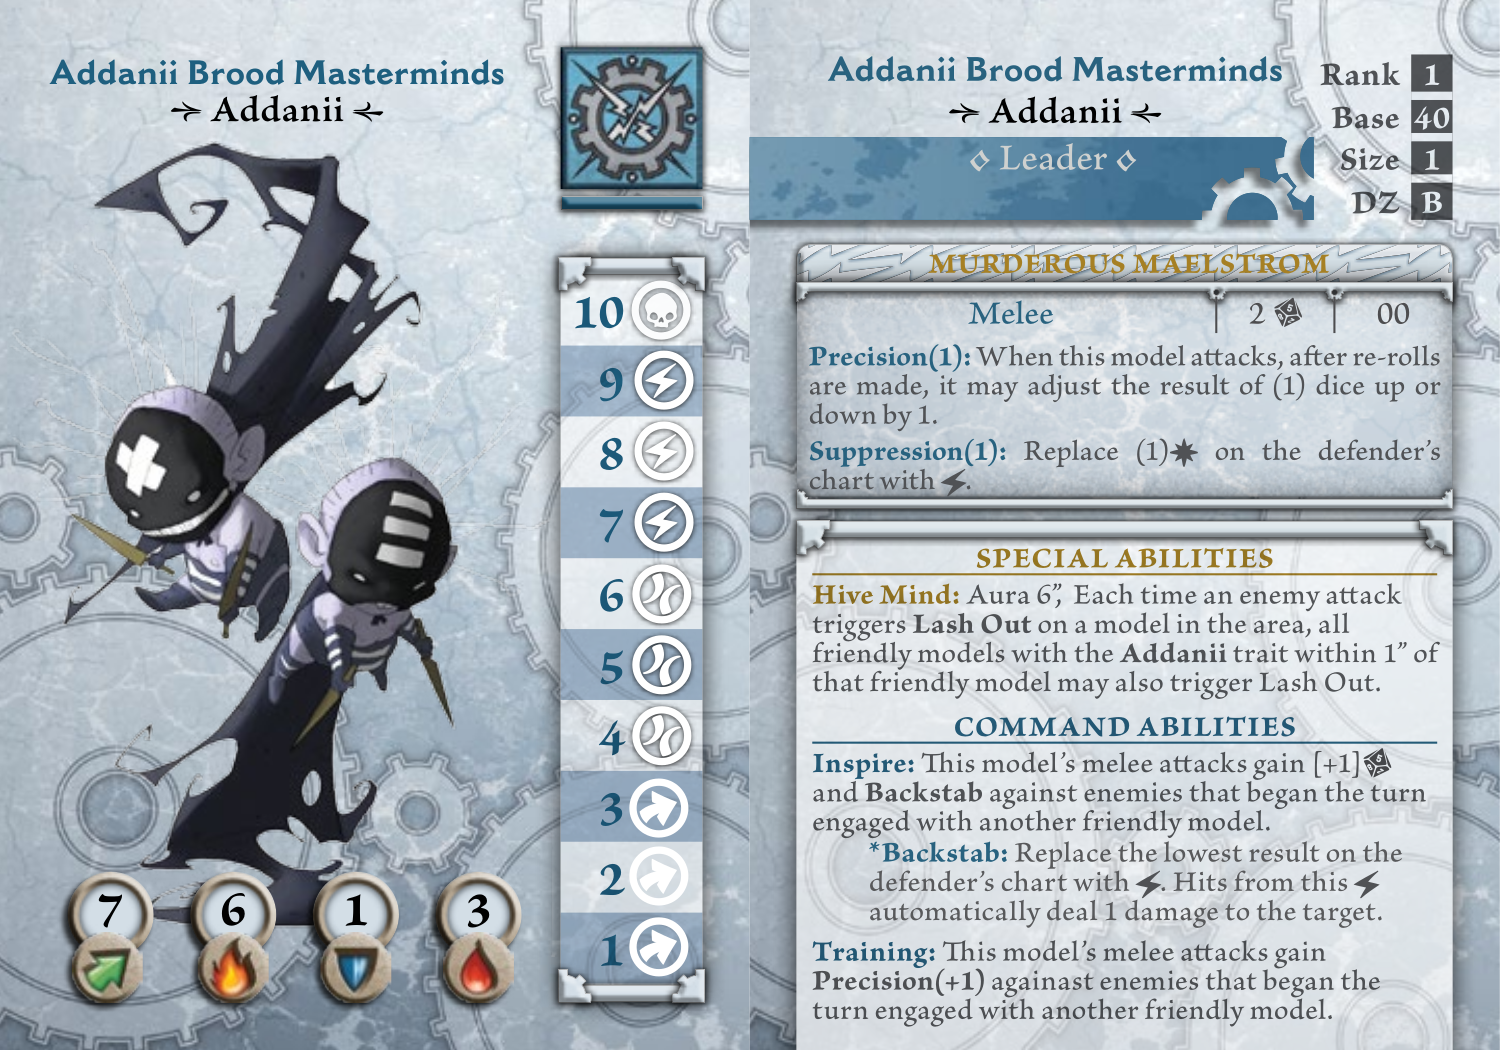 Addanii Brood Masterminds
Addanii
10
9
8
7
6
5
4
3
2
1
7
6
1
3
Addanii Brood Masterminds
Addanii
Leader
Rank 1
Base 40
Size 1
DZ B
MURDEROUS MAELSTROM
Melee 2 00
Precision(1): When this model attacks, after re-rolls
are made, it may adjust the result of (1) dice up or
down by 1.
Suppression(1): Replace (1) on the defender's
chart with .
SPECIAL ABILITIES
Hive Mind: Aura 6”, Each time an enemy attack
triggers Lash Out on a model in the area, all
friendly models with the Addanii trait within 1” of
that friendly model may also trigger Lash Out.
COMMAND ABILITIES
Inspire: This model's melee attacks gain [+1]
and Backstab against enemies that began the turn
engaged with another friendly model.
*Backstab: Replace the lowest result on the
defender's chart with . Hits from this
automatically deal 1 damage to the target.
Training: This model's melee attacks gain
Precision(+1) againast enemies that began the
turn engaged with another friendly model.